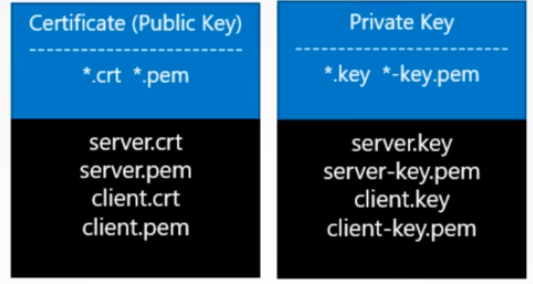 Certificate (Public Key)
------------------------
*.crt *.pem
server.crt
server.pem
client.crt
client.pem
Private Key
------------------------
*.key *-key.pem
server.key
server-key.pem
client.key
client-key.pem